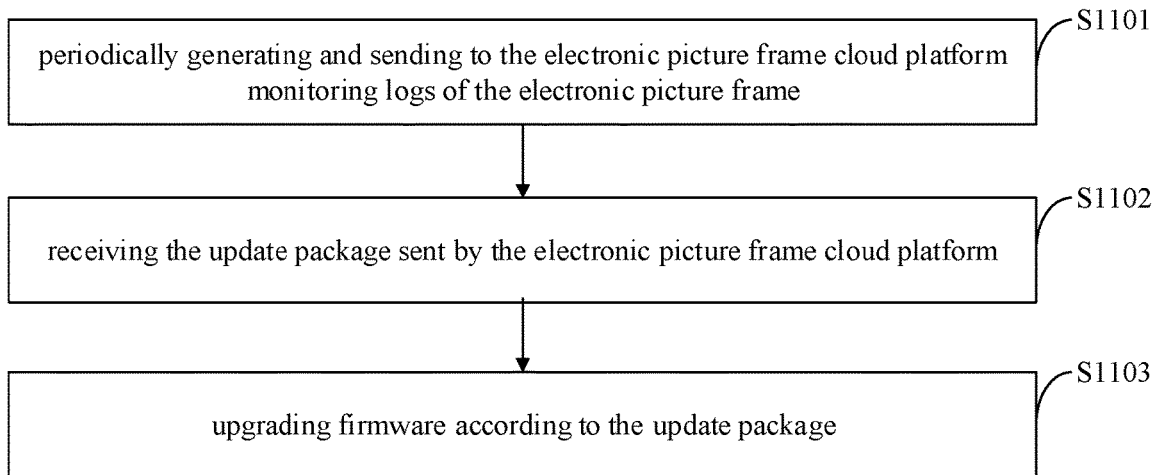 S1101
periodically generating and sending to the electronic picture frame cloud platform
monitoring logs of the electronic picture frame
S1102
receiving the update package sent by the electronic picture frame cloud platform
S1103
upgrading firmware according to the update package